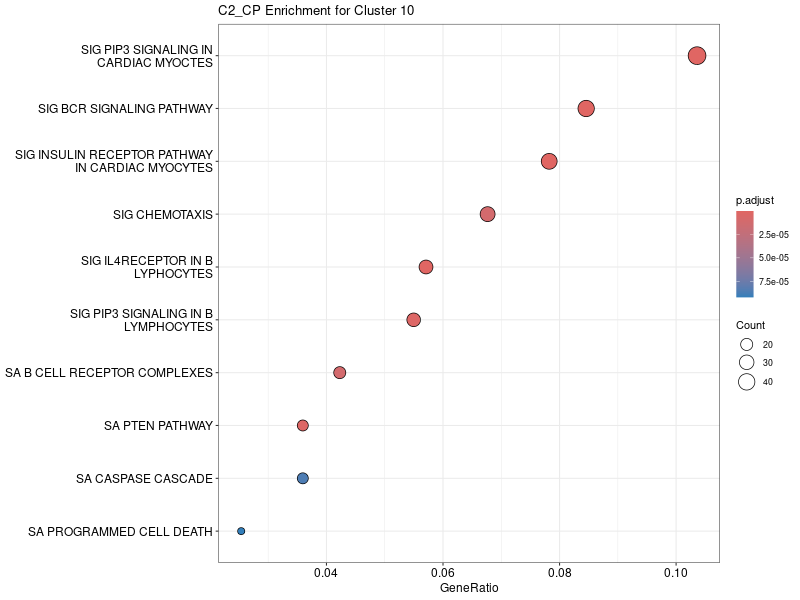 C2_CP Enrichment for Cluster 10
SIG PIP3 SIGNALING IN
CARDIAC MYOCTES
SIG BCR SIGNALING PATHWAY
SIG INSULIN RECEPTOR PATHWAY
IN CARDIAC MYOCYTES
SIG CHEMOTAXIS
SIG IL4RECEPTOR IN B
LYPHOCYTES
SIG PIP3 SIGNALING IN B
LYMPHOCYTES
SA B CELL RECEPTOR COMPLEXES
SA PTEN PATHWAY
SA CASPASE CASCADE
SA PROGRAMMED CELL DEATH
0.04 0.06 0.08 0.10
GeneRatio
p.adjust
2.5e-05
5.0e-05
7.5e-05
Count
20
30
40